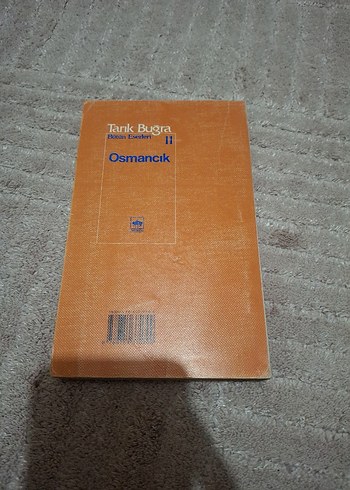 Tarık Buğra
Bütün Eserleri 11
Osmancık